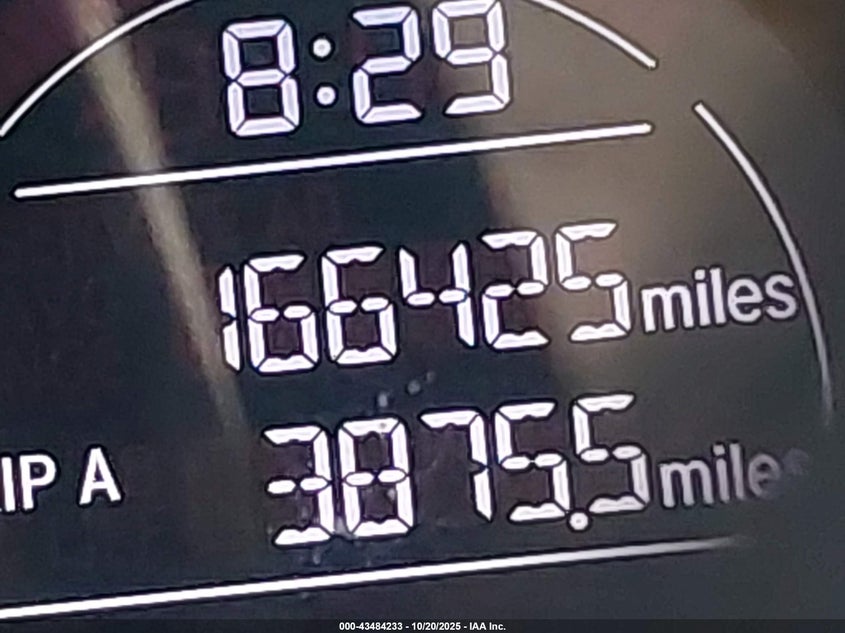 8:29
166425 miles
IP A 3875.5 miles
000-43484233 - 10/20/2025 - IAA Inc.